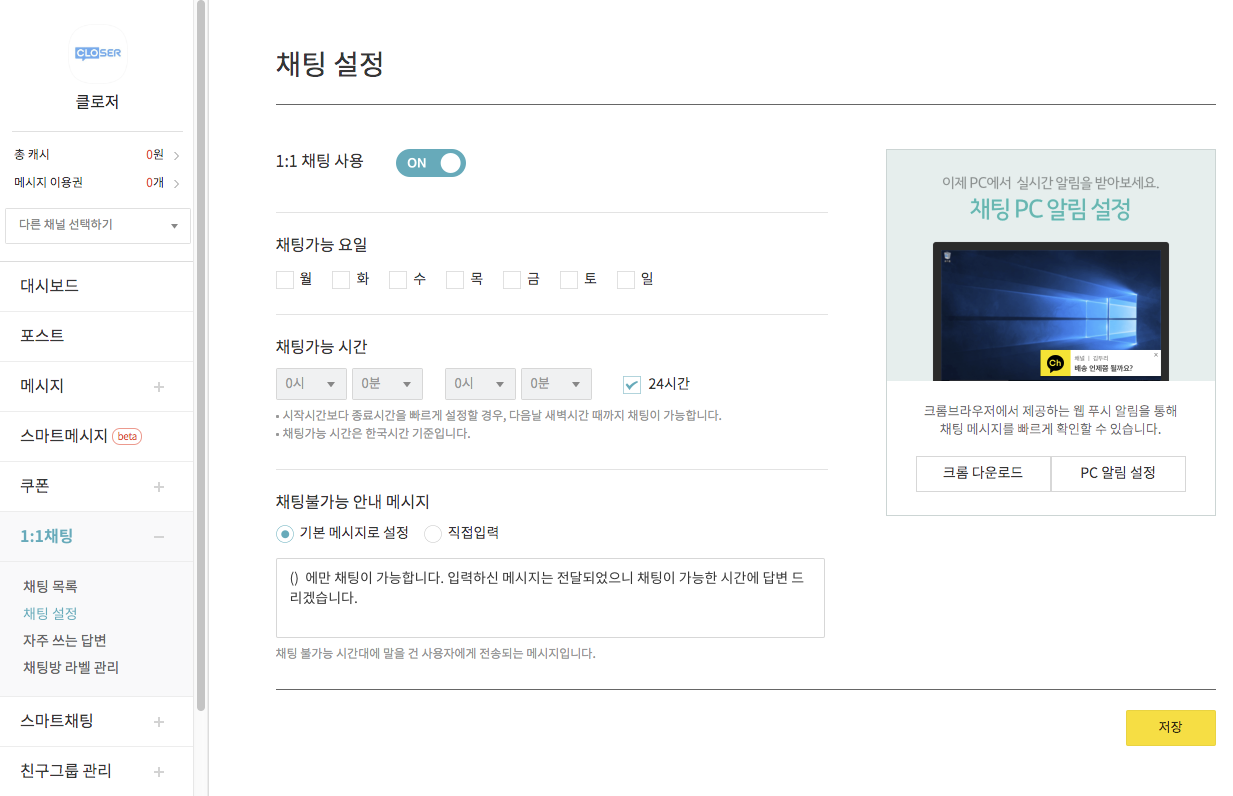 CLOSER
클로저
총 캐시 0원
메시지 이용권 0개
다른 채널 선택하기
대시보드
포스트
메시지
스마트메시지 beta
쿠폰
1:1채팅
채팅 목록
채팅 설정
자주 쓰는 답변
채팅방 라벨 관리
스마트채팅
친구그룹 관리
채팅 설정
1:1 채팅 사용 ON
채팅가능 요일
월 화 수 목 금 토 일
채팅가능 시간
0시 0분 0시 0분 24시간
• 시작시간보다 종료시간을 빠르게 설정할 경우, 다음날 새벽시간 때까지 채팅이 가능합니다.
• 채팅가능 시간은 한국시간 기준입니다.
채팅불가능 안내 메시지
기본 메시지로 설정 직접입력
() 에만 채팅이 가능합니다. 입력하신 메시지는 전달되었으니 채팅이 가능한 시간에 답변 드
리겠습니다.
채팅 불가능 시간대에 말을 건 사용자에게 전송되는 메시지입니다.
이제 PC에서 실시간 알림을 받아보세요.
채팅 PC 알림 설정
Ch
채널 | 김두리
배송 언제쯤 될까요?
크롬브라우저에서 제공하는 웹 푸시 알림을 통해
채팅 메시지를 빠르게 확인할 수 있습니다.
크롬 다운로드 PC 알림 설정
저장